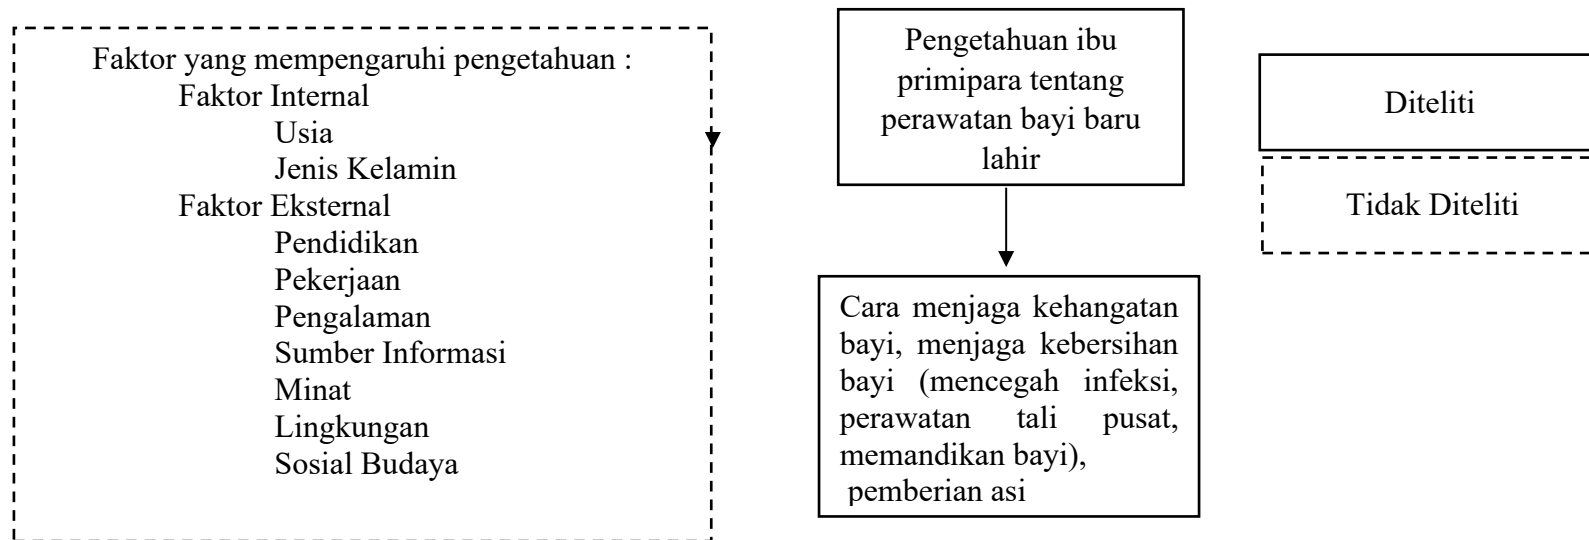 Faktor yang mempengaruhi pengetahuan :
Faktor Internal
Usia
Jenis Kelamin
Faktor Eksternal
Pendidikan
Pekerjaan
Pengalaman
Sumber Informasi
Minat
Lingkungan
Sosial Budaya
Pengetahuan ibu
primipara tentang
perawatan bayi baru
lahir
Cara menjaga kehangatan
bayi, menjaga kebersihan
bayi (mencegah infeksi,
perawatan tali pusat,
memandikan bayi),
pemberian asi
Diteliti
Tidak Diteliti